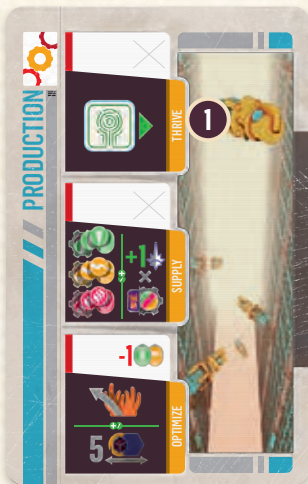 PRODUCTION
THRIVE
1
SUPPLY
+1
×
OPTIMIZE
-1
5